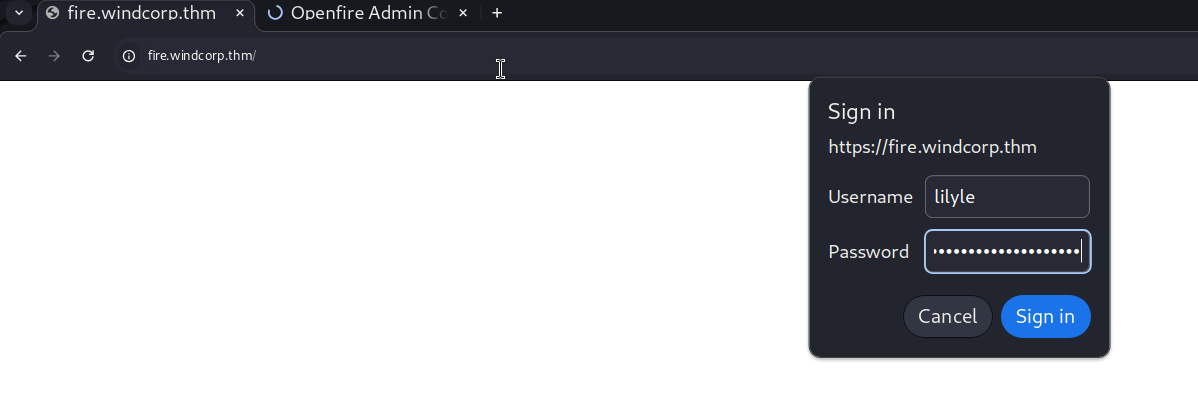 fire.windcorp.thm
Openfire Admin Co
fire.windcorp.thm/
Sign in
https://fire.windcorp.thm
Username lilyle
Password ••••••••••••••••••••
Cancel Sign in